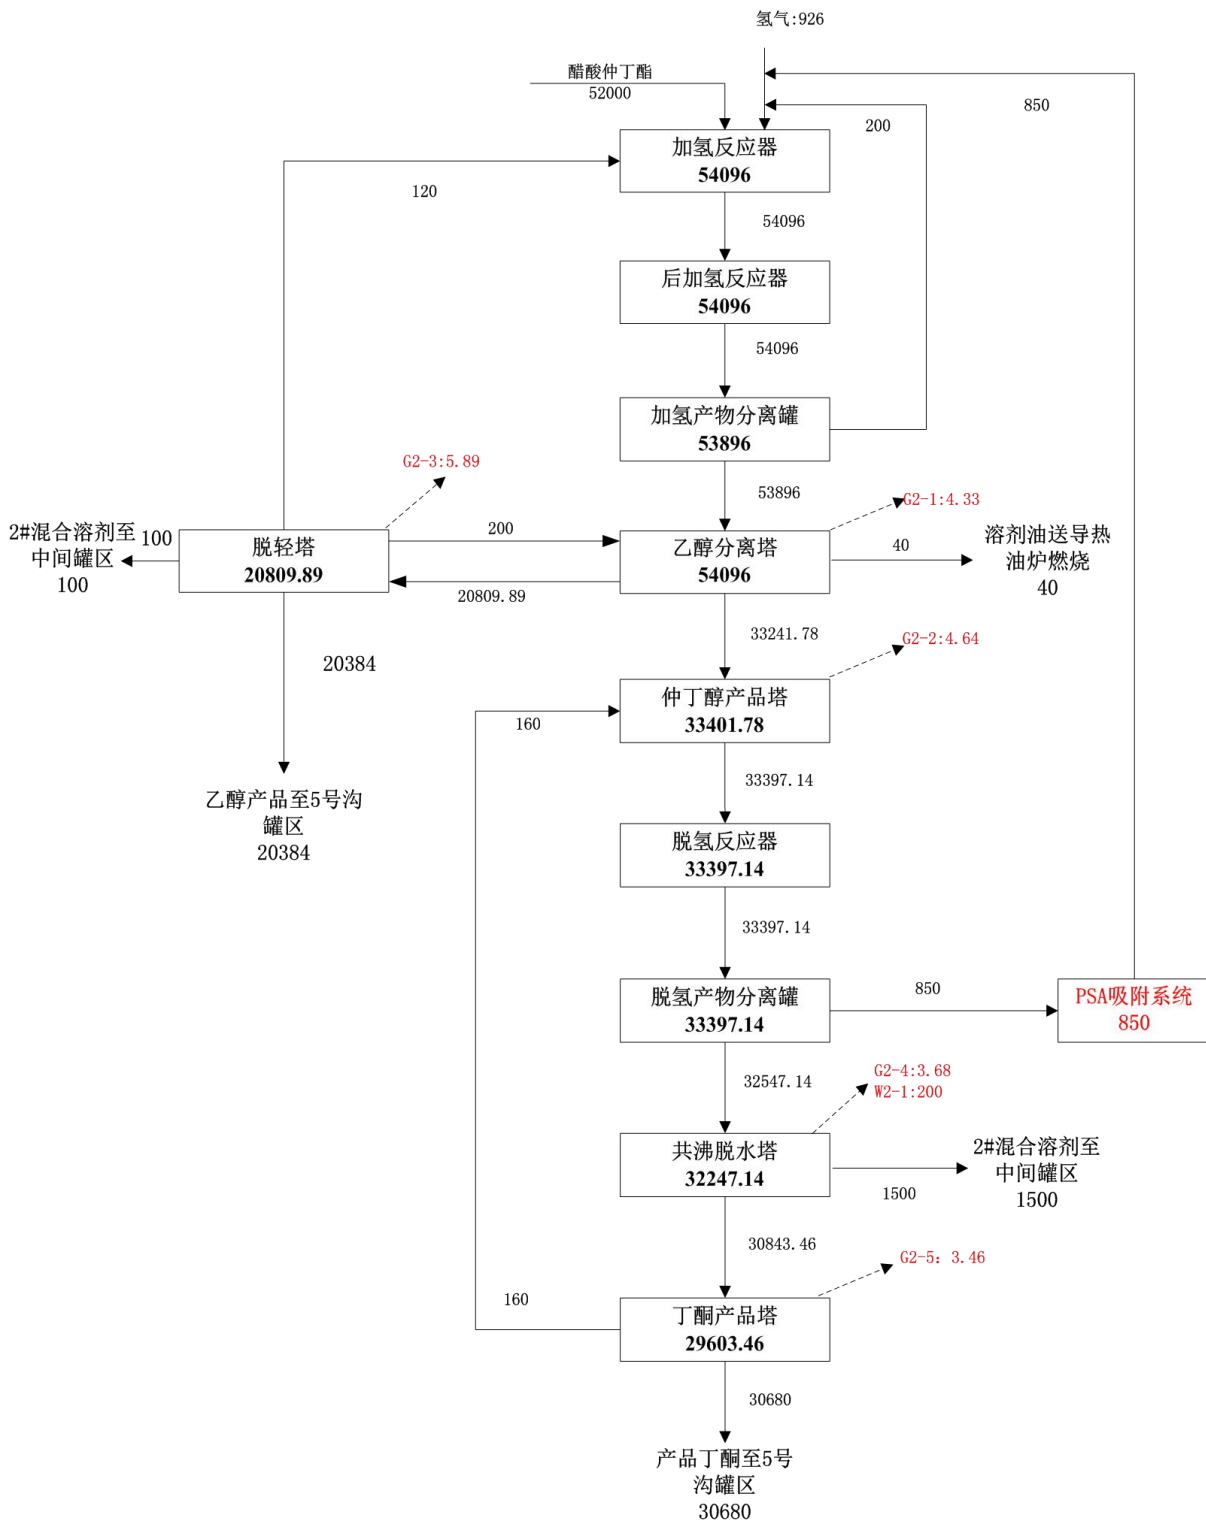 氢气:926
醋酸仲丁酯
52000
850
200
加氢反应器
54096
120
54096
后加氢反应器
54096
54096
加氢产物分离罐
53896
G2-3:5.89
53896
G2-1:4.33
2#混合溶剂至
中间罐区
100
100
脱轻塔
20809.89
200
20809.89
乙醇分离塔
54096
40
溶剂油送导热
油炉燃烧
40
33241.78
G2-2:4.64
20384
仲丁醇产品塔
33401.78
160
33397.14
乙醇产品至5号沟
罐区
20384
脱氢反应器
33397.14
33397.14
脱氢产物分离罐
33397.14
850
PSA吸附系统
850
32547.14
G2-4:3.68
W2-1:200
共沸脱水塔
32247.14
1500
2#混合溶剂至
中间罐区
1500
30843.46
G2-5: 3.46
160
丁酮产品塔
29603.46
30680
产品丁酮至5号
沟罐区
30680